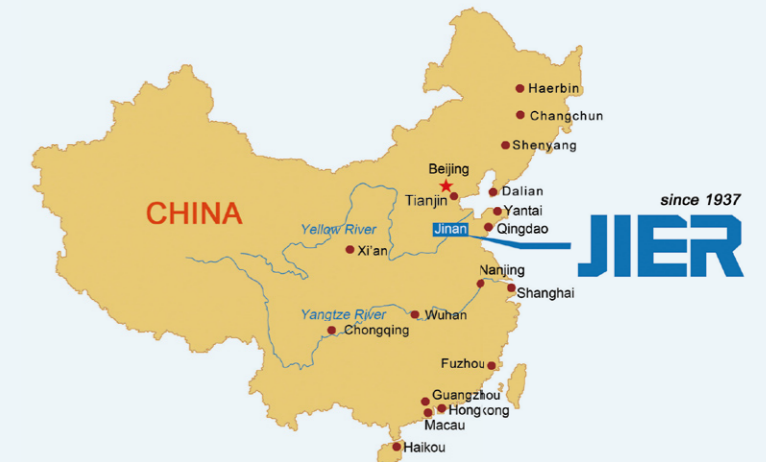 Haerbin
Changchun
Shenyang
Beijing
Dalian
Tianjin
since 1937
Yantai
CHINA
Yellow River
Jinan
Qingdao
JIER
Xi'an
Nanjing
Shanghai
Yangtze River
Wuhan
Chongqing
Fuzhou
Guangzhou
Hongkong
Macau
Haikou